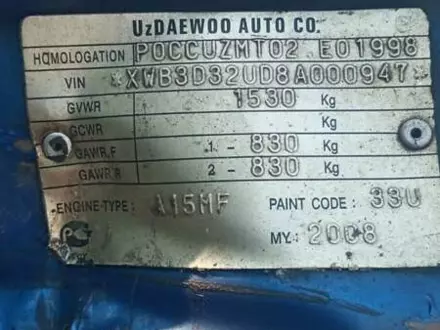 UzDAEWOO AUTO CO.
HOMOLOGATION POCCUZMT02 E01998
VIN *XWB3D32UD8A000947*
GVWR 1530 Kg
GCWR Kg
GAWR.F 1 - 830 Kg
GAWR.R 2 - 830 Kg
ENGINE-TYPE: A15MF PAINT CODE : 33U
MY: 2008